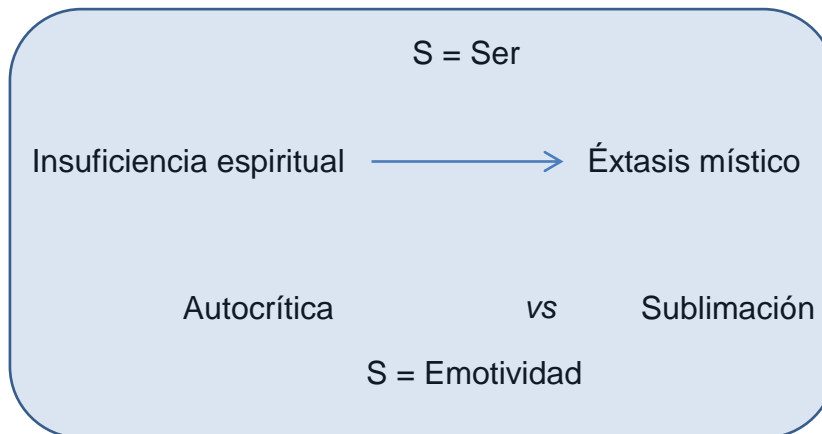 S = Ser
Insuficiencia espiritual Éxtasis místico
Autocrítica vs Sublimación
S = Emotividad